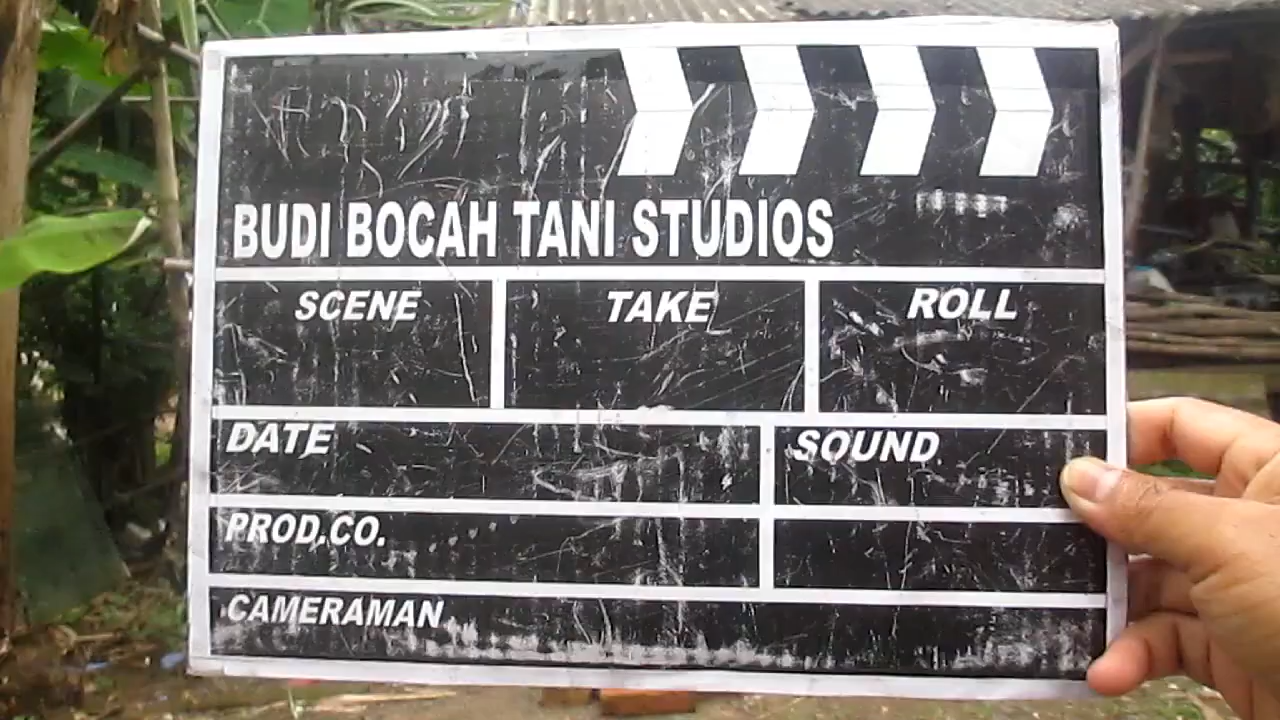 BUDI BOCAH TANI STUDIOS
SCENE TAKE ROLL
DATE SOUND
PROD.CO.
CAMERAMAN